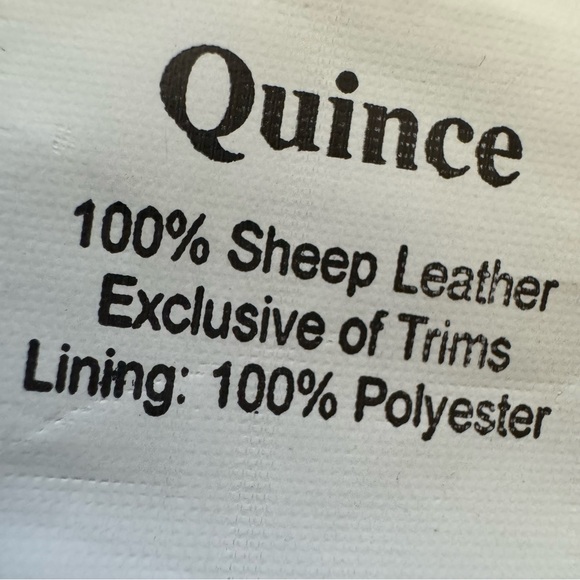 Quince
100% Sheep Leather
Exclusive of Trims
Lining: 100% Polyester